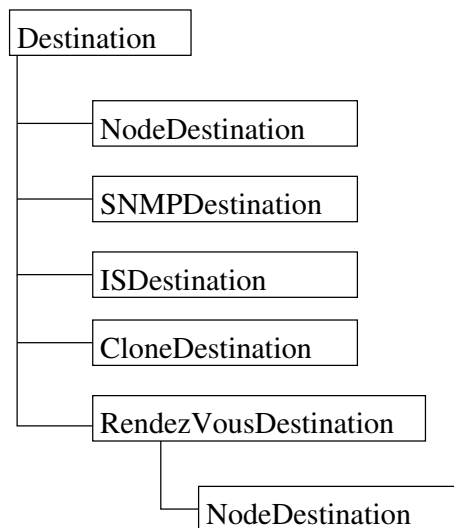 Destination
NodeDestination
SNMPDestination
ISDestination
CloneDestination
RendezVousDestination
NodeDestination